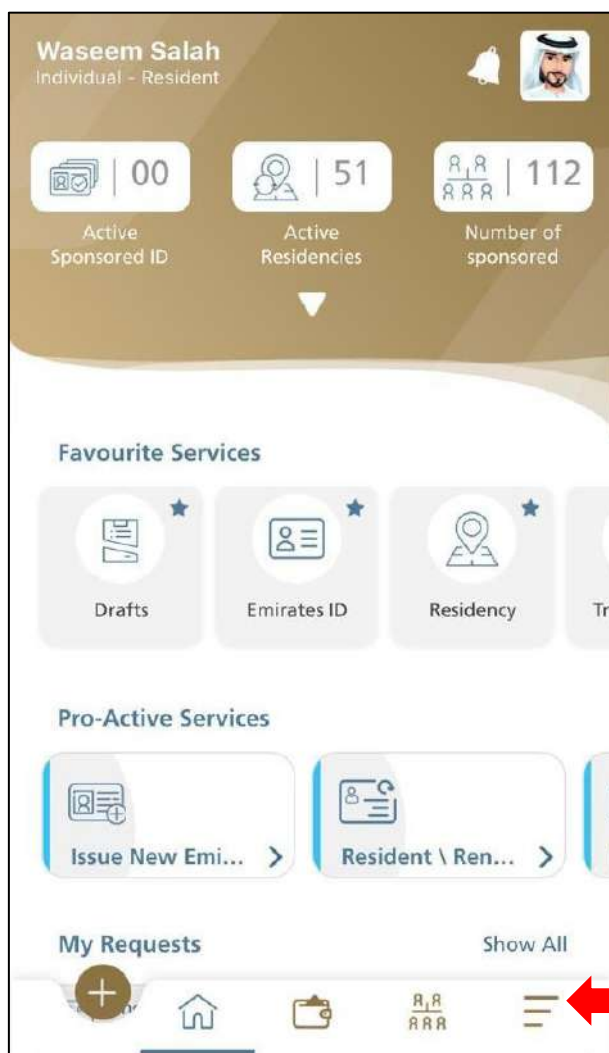 Waseem Salah
Individual - Resident
00
51
112
Active
Sponsored ID
Active
Residencies
Number of
sponsored
Favourite Services
Drafts
Emirates ID
Residency
Tr
Pro-Active Services
Issue New Emi...
Resident \ Ren...
My Requests
Show All